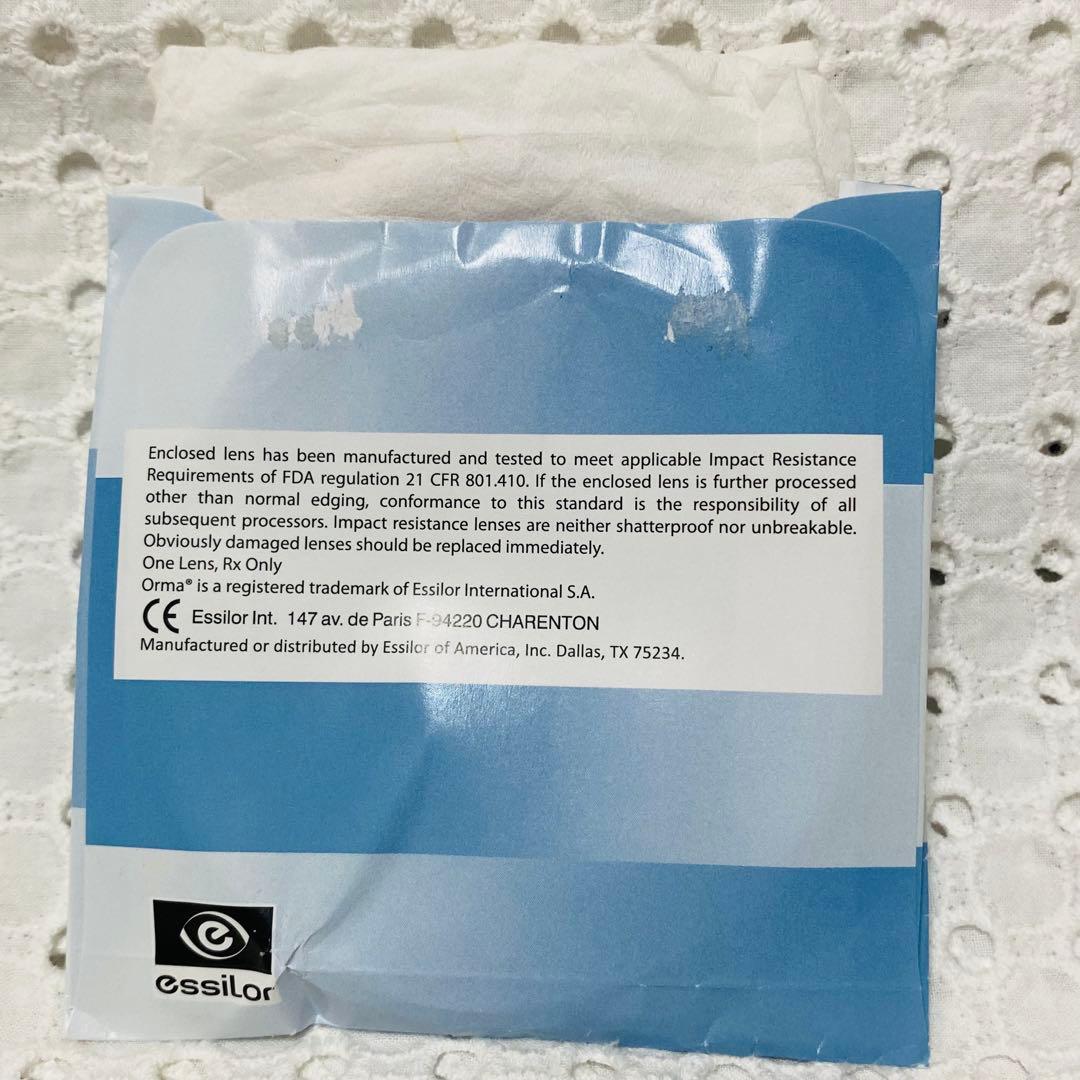 Enclosed lens has been manufactured and tested to meet applicable Impact Resistance
Requirements of FDA regulation 21 CFR 801.410. If the enclosed lens is further processed
other than normal edging, conformance to this standard is the responsibility of all
subsequent processors. Impact resistance lenses are neither shatterproof nor unbreakable.
Obviously damaged lenses should be replaced immediately.
One Lens, Rx Only
Orma® is a registered trademark of Essilor International S.A.
CE Essilor Int. 147 av. de Paris F-94220 CHARENTON
Manufactured or distributed by Essilor of America, Inc. Dallas, TX 75234.
e
essilor